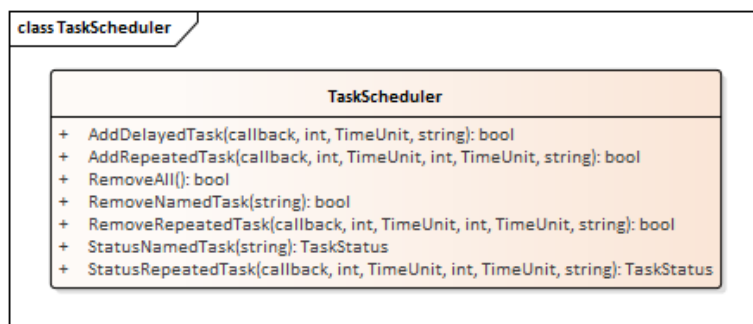 class TaskScheduler
TaskScheduler
+ AddDelayedTask(callback, int, TimeUnit, string): bool
+ AddRepeatedTask(callback, int, TimeUnit, int, TimeUnit, string): bool
+ RemoveAll(): bool
+ RemoveNamedTask(string): bool
+ RemoveRepeatedTask(callback, int, TimeUnit, int, TimeUnit, string): bool
+ StatusNamedTask(string): TaskStatus
+ StatusRepeatedTask(callback, int, TimeUnit, int, TimeUnit, string): TaskStatus